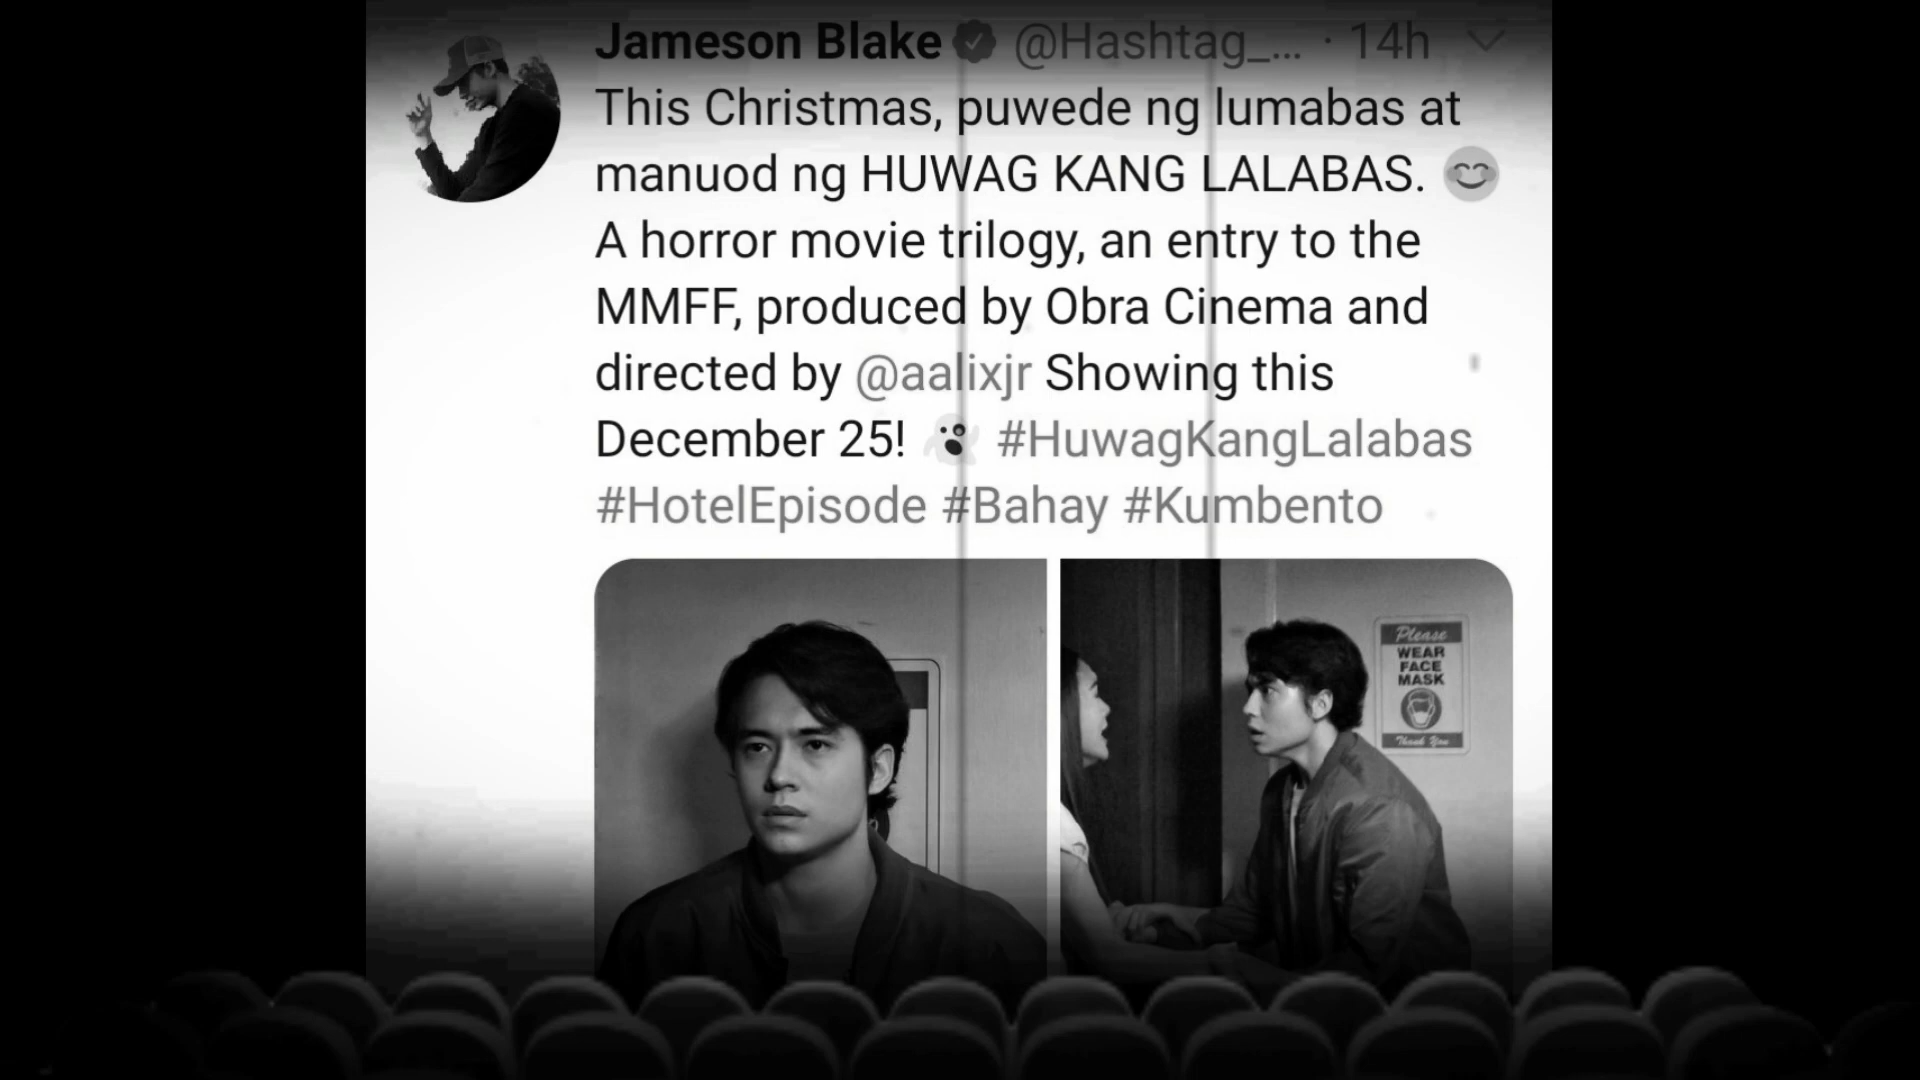 Jameson Blake @Hashtag_... · 14h
This Christmas, puwede ng lumabas at
manuod ng HUWAG KANG LALABAS. 😊
A horror movie trilogy, an entry to the
MMFF, produced by Obra Cinema and
directed by @aalixjr Showing this
December 25! 👻 #HuwagKangLalabas
#HotelEpisode #Bahay #Kumbento
Please
WEAR
FACE
MASK
Thank You